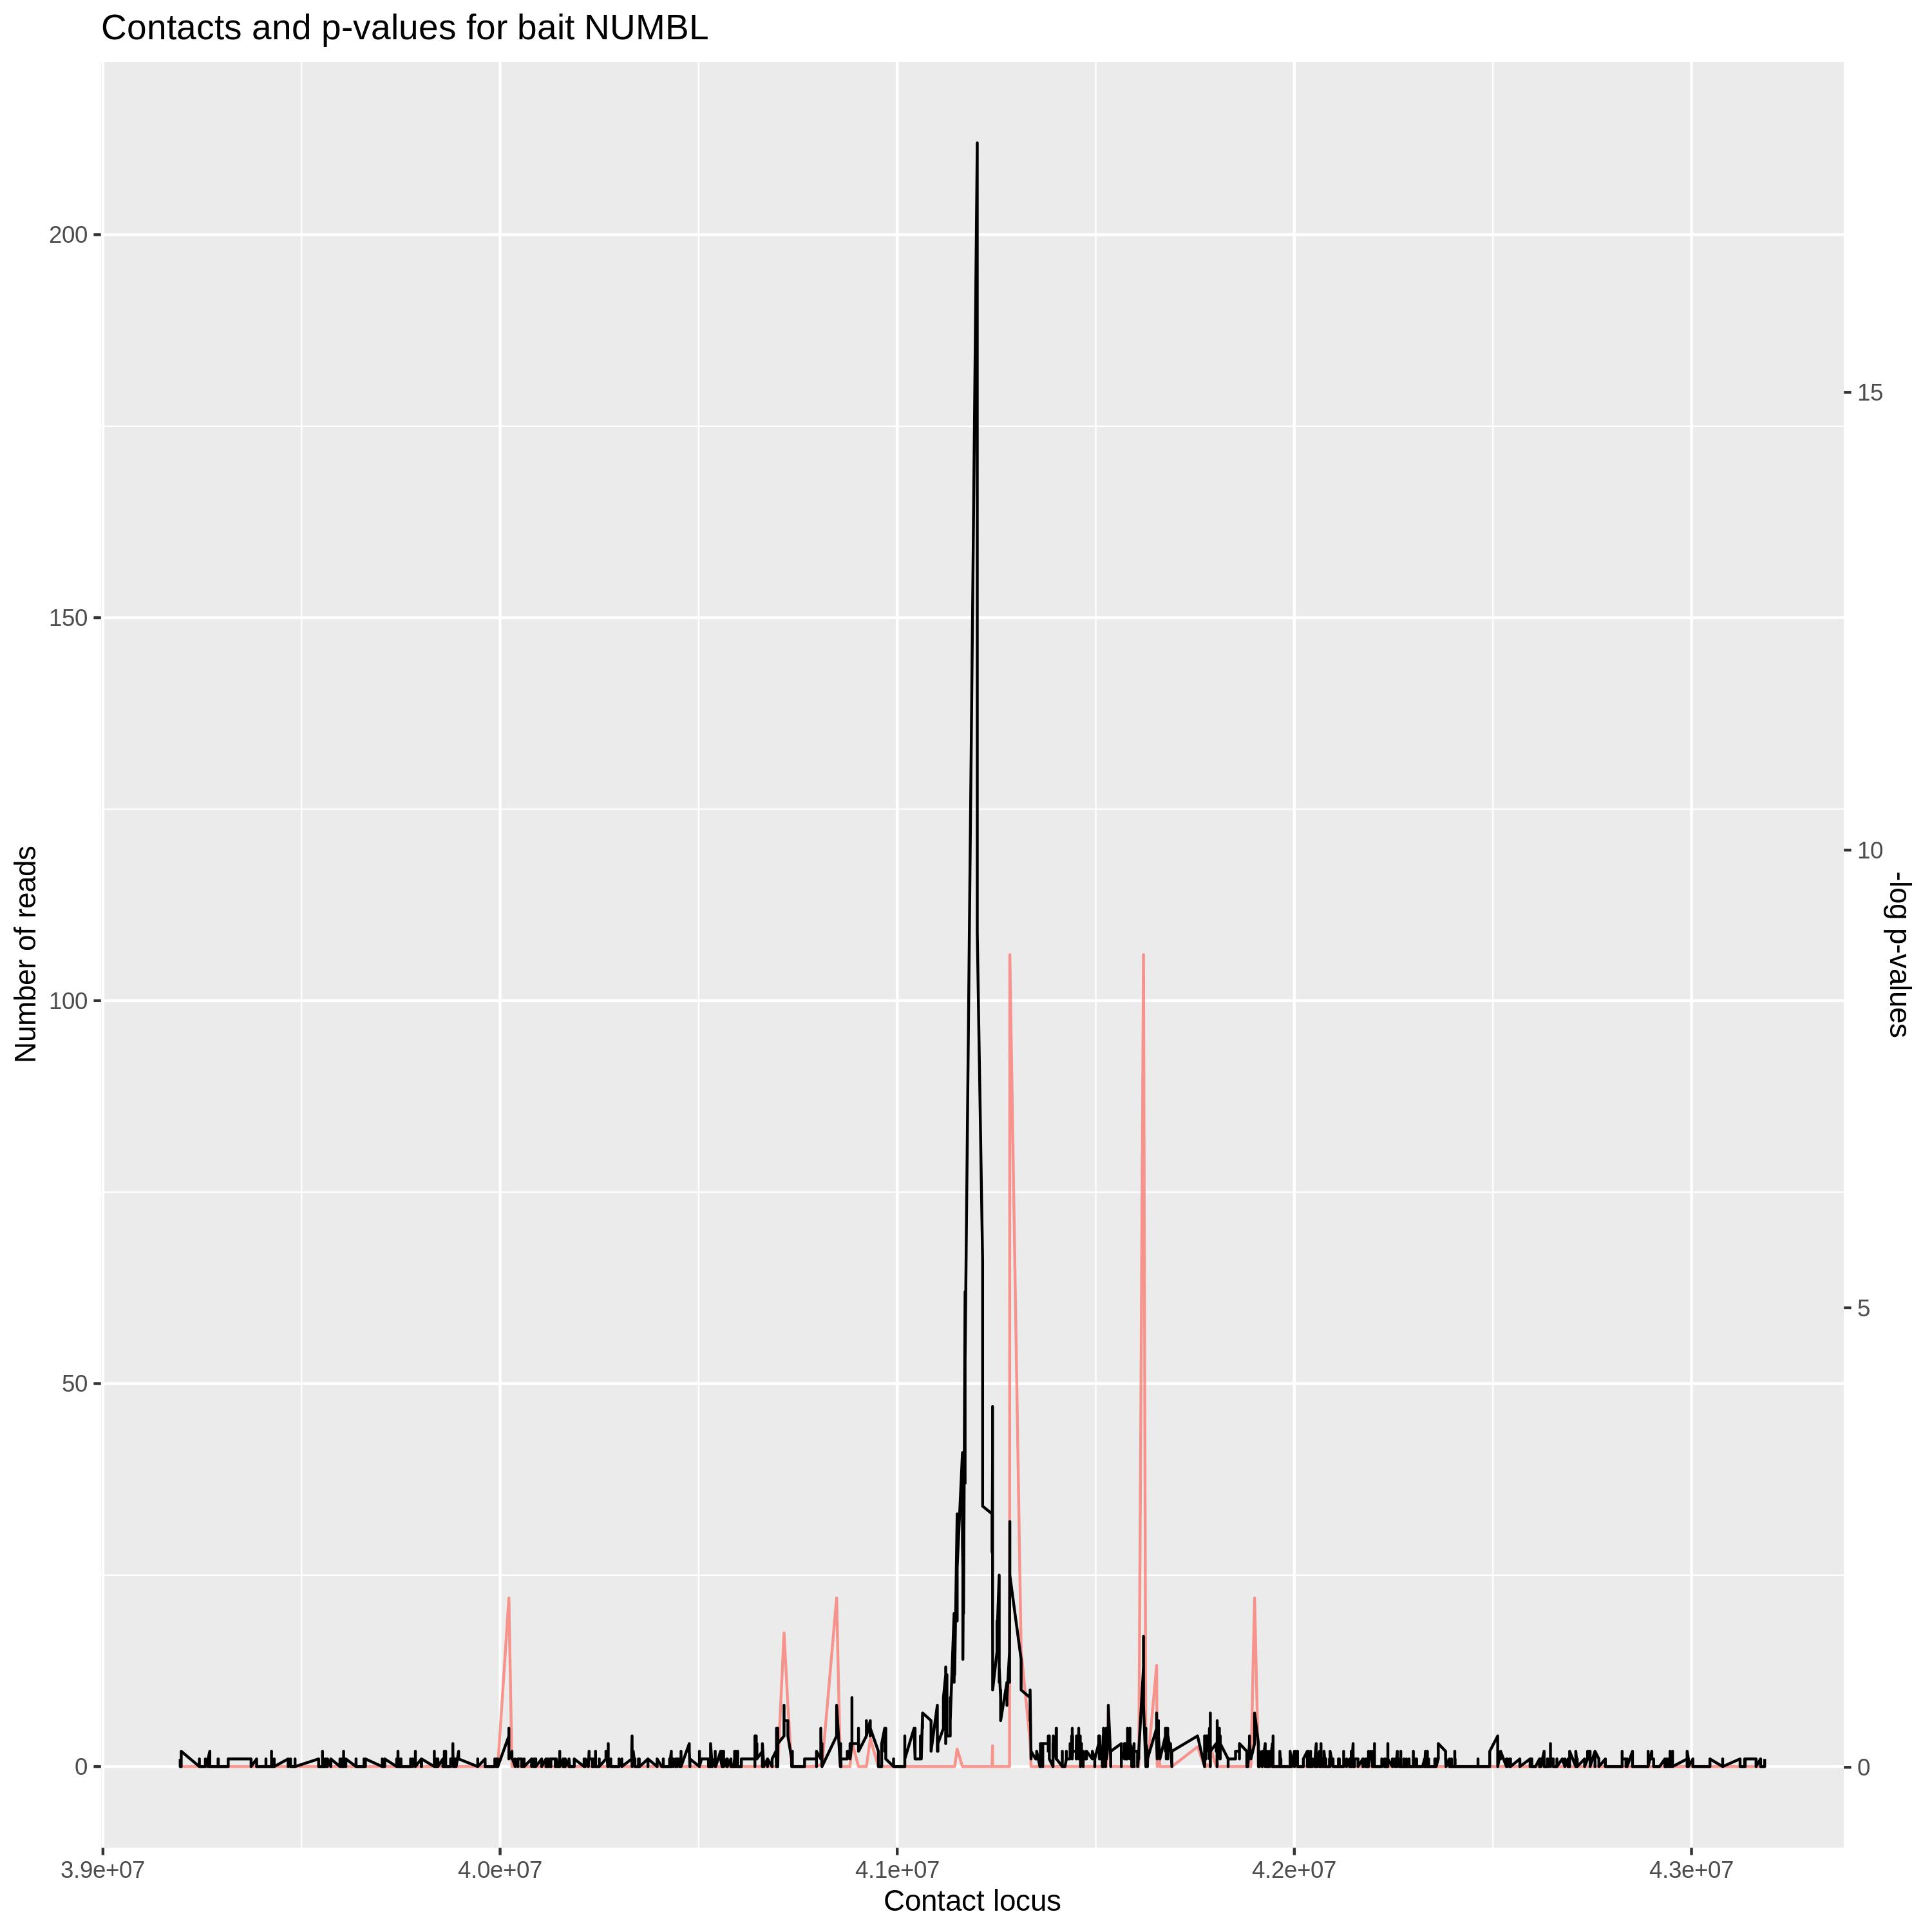 Contacts and p-values for bait NUMBL
200
150
100
50
0
15
10
5
0
Number of reads
-log p-values
3.9e+07
4.0e+07
4.1e+07
4.2e+07
4.3e+07
Contact locus